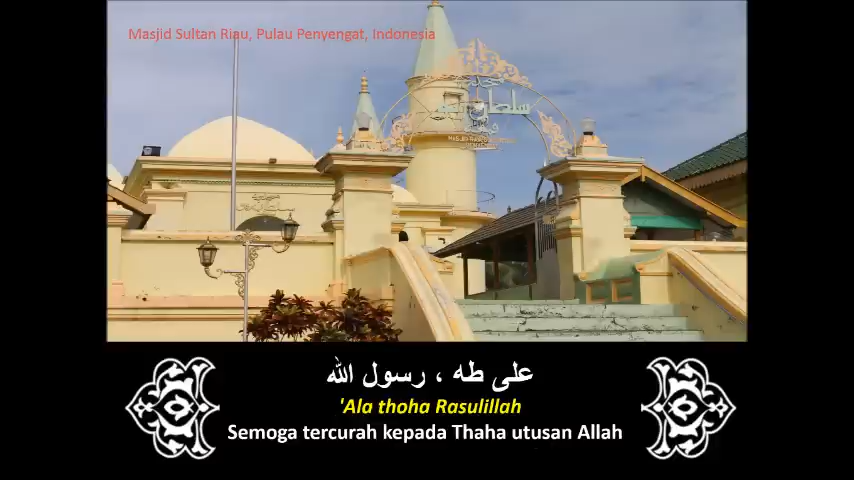 Masjid Sultan Riau, Pulau Penyengat, Indonesia
على طه ، رسول الله
'Ala thoha Rasulillah
Semoga tercurah kepada Thaha utusan Allah